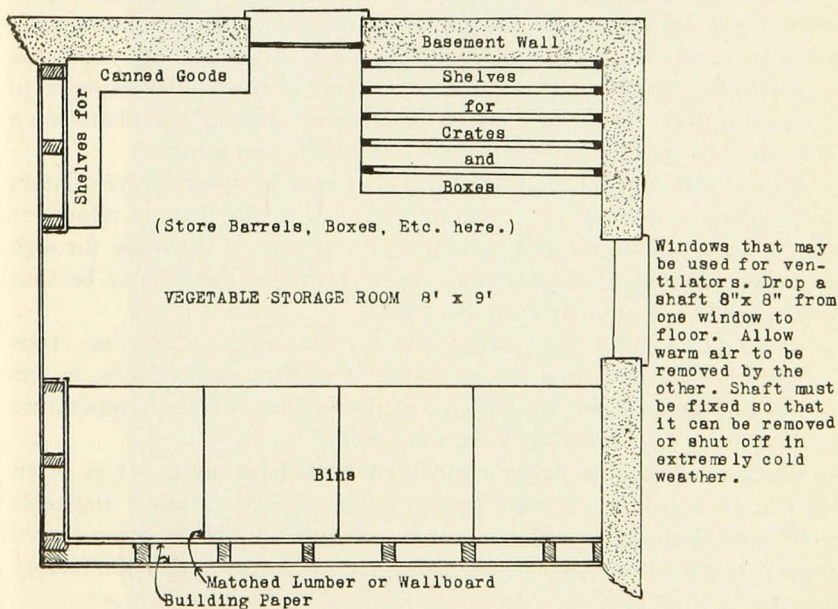 Basement Wall
Canned Goods
Shelves for
Shelves
for
Crates
and
Boxes
(Store Barrels, Boxes, Etc. here.)
VEGETABLE STORAGE ROOM 8' x 9'
Windows that may
be used for ven-
tilators. Drop a
shaft 8"x 8" from
one window to
floor. Allow
warm air to be
removed by the
other. Shaft must
be fixed so that
it can be removed
or shut off in
extremely cold
weather.
Bins
Matched Lumber or Wallboard
Building Paper